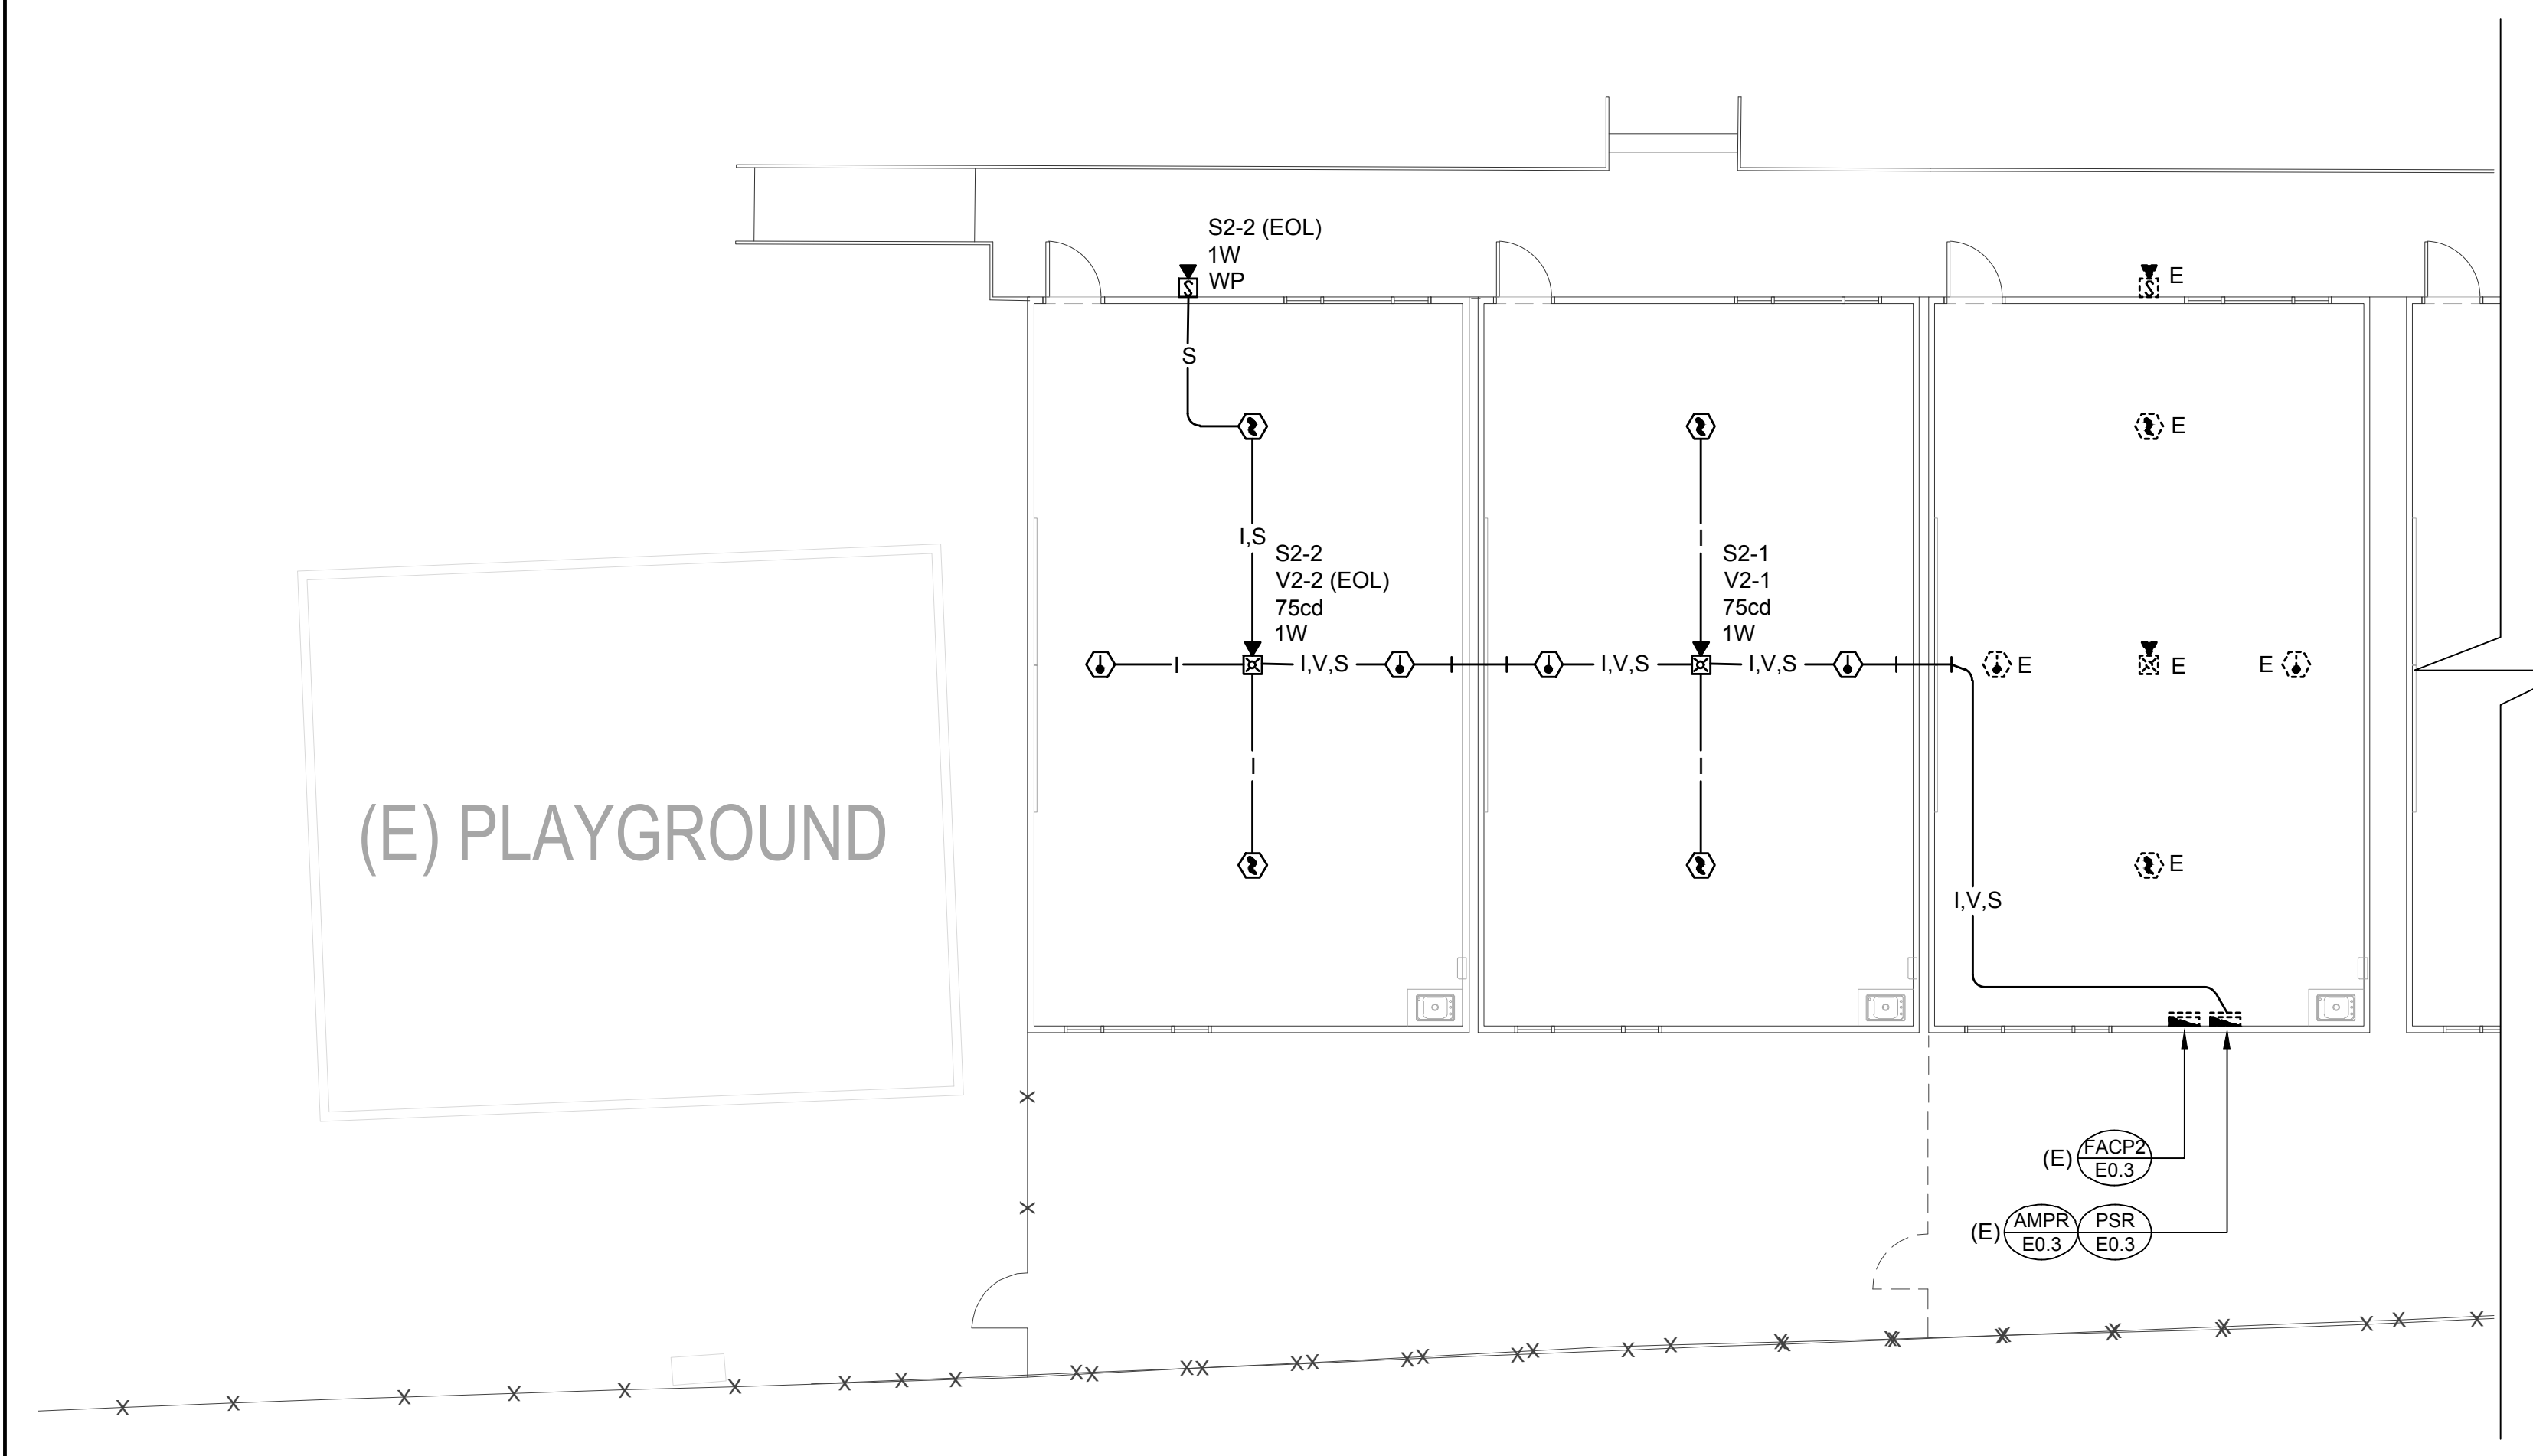 S2-2 (EOL)
1W
WP
S
E
E
I,S
S2-2
V2-2 (EOL)
75cd
1W
I
S2-1
V2-1
75cd
1W
I
I,V,S
I,V,S
I,V,S
E
E
E
I
I
(E) PLAYGROUND
E
I,V,S
(E)
FACP2
E0.3
(E)
AMPR
E0.3
PSR
E0.3